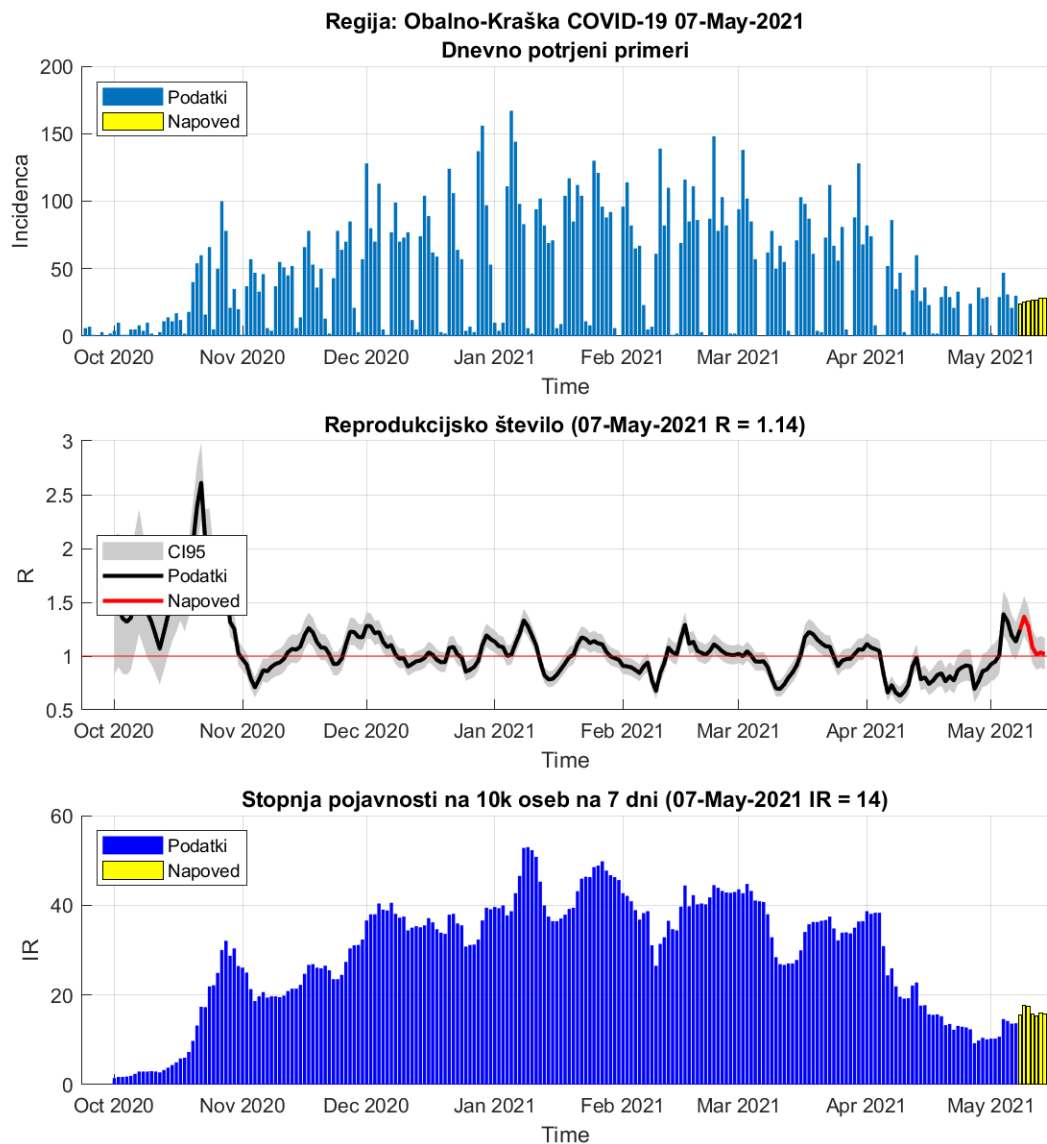 Regija: Obalno-Kraška COVID-19 07-May-2021
Dnevno potrjeni primeri
200
150
100
50
0
Incidenca
Podatki
Napoved
Oct 2020 Nov 2020 Dec 2020 Jan 2021 Feb 2021 Mar 2021 Apr 2021 May 2021
Time
Reprodukcijsko število (07-May-2021 R = 1.14)
3
2.5
2
1.5
1
0.5
R
CI95
Podatki
Napoved
Oct 2020 Nov 2020 Dec 2020 Jan 2021 Feb 2021 Mar 2021 Apr 2021 May 2021
Time
Stopnja pojavnosti na 10k oseb na 7 dni (07-May-2021 IR = 14)
60
40
20
0
IR
Podatki
Napoved
Oct 2020 Nov 2020 Dec 2020 Jan 2021 Feb 2021 Mar 2021 Apr 2021 May 2021
Time